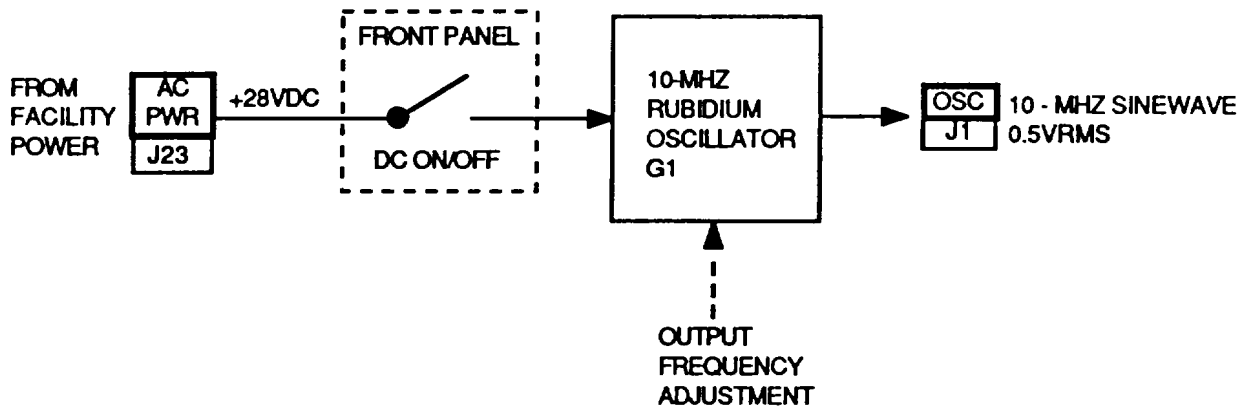 FROM
FACILITY
POWER
AC
PWR
J23
+28VDC
FRONT PANEL
DC ON/OFF
10-MHZ
RUBIDIUM
OSCILLATOR
G1
OSC
J1
10 - MHZ SINEWAVE
0.5VRMS
OUTPUT
FREQUENCY
ADJUSTMENT